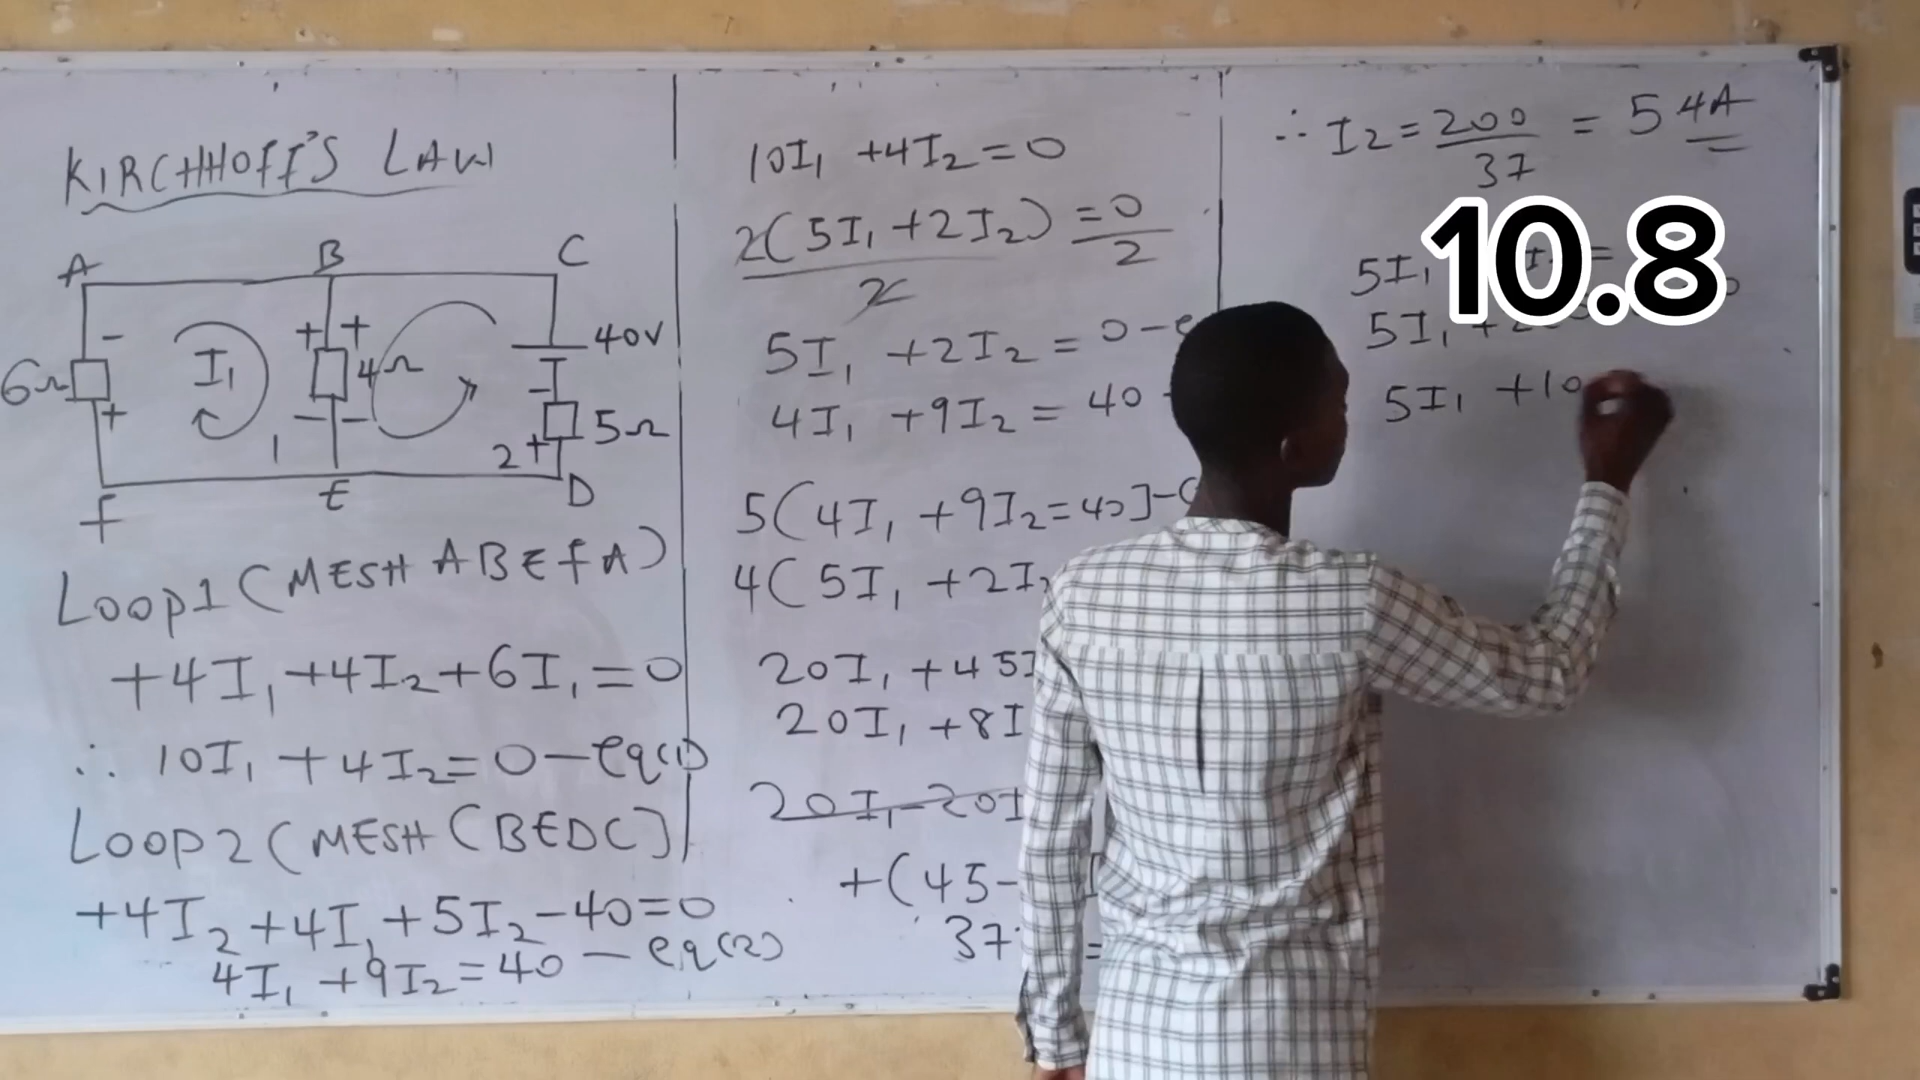 KIRCHHOFF'S LAW
A B C
- + + 40V
6Ω I₁ 4Ω
+ - - - 5Ω
1 2 +
F E D
LOOP1 (MESH ABEFA)
+4I₁ +4I₂ +6I₁ = 0
∴ 10I₁ + 4I₂ = 0 - eq(1)
LOOP2 (MESH CBEDC)
+4I₂ +4I₁ +5I₂ -40=0
4I₁ +9I₂ = 40 - eq(2)
10I₁ +4I₂ = 0
2(5I₁ +2I₂) = 0
2 2
5I₁ +2I₂ = 0 -
4I₁ +9I₂ = 40
5(4I₁ +9I₂=40)-
4(5I₁ +2I₂
20I₁ +45I
20I₁ +8I
20I₁-20I
+(45-
37 =
∴ I₂ = 200 = 5.4A
37
10.8
5I₁ =
5I₁ +
5I₁ +10